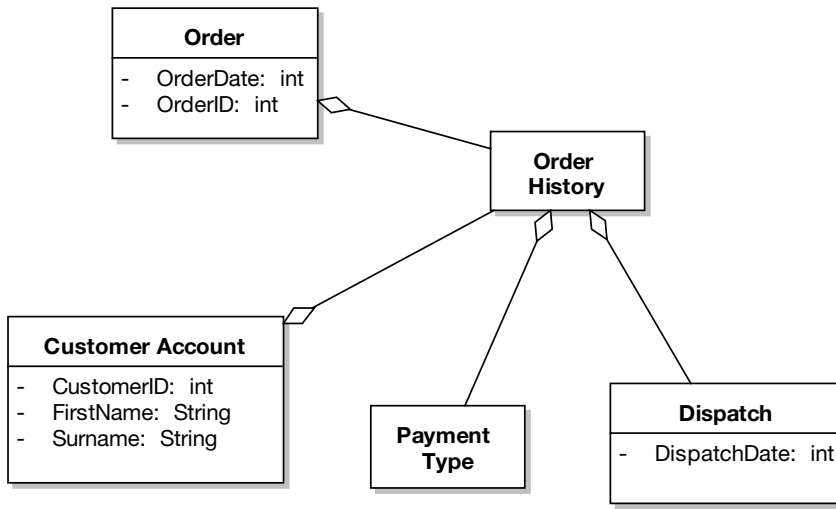 Order
- OrderDate: int
- OrderID: int
Order
History
Customer Account
- CustomerID: int
- FirstName: String
- Surname: String
Payment
Type
Dispatch
- DispatchDate: int